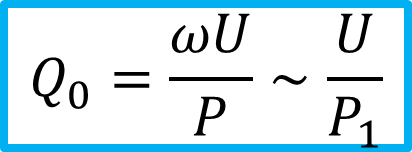 Q₀ = ωU/P ~ U/P₁